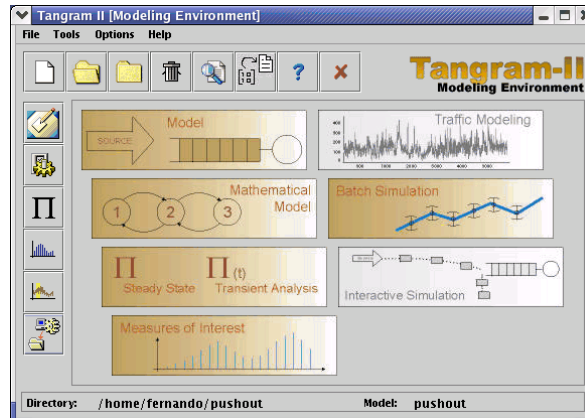 Tangram II [Modeling Environment]
File Tools Options Help
Tangram-II
Modeling Environment
Model
SOURCE
Traffic Modeling
Mathematical
Model
1 2 3
Batch Simulation
Π Π(t)
Steady State Transient Analysis
Interactive Simulation
Measures of Interest
Π
Directory: /home/fernando/pushout Model: pushout